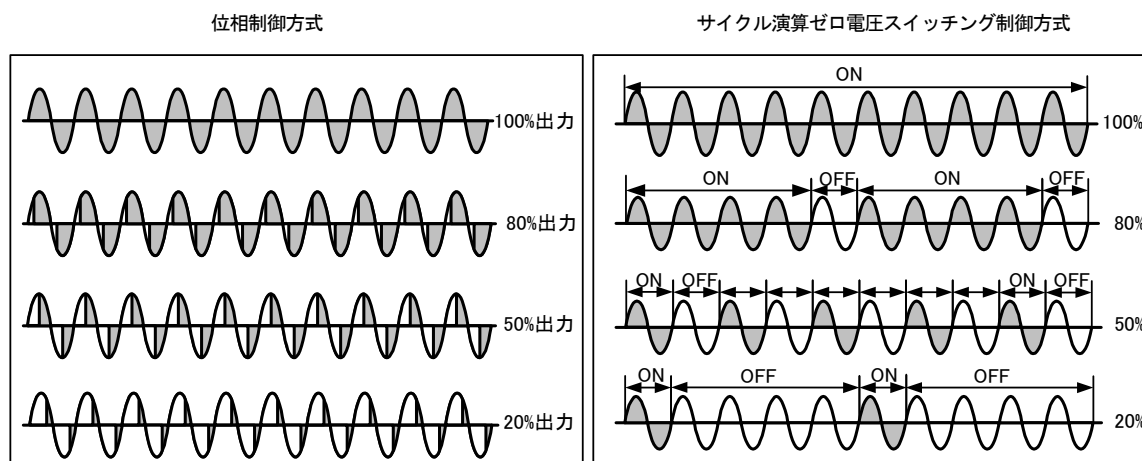 位相制御方式
サイクル演算ゼロ電圧スイッチング制御方式
100%出力
80%出力
50%出力
20%出力
ON
100%
ON OFF ON OFF
80%
ON OFF ON OFF
50%
ON OFF ON OFF
20%